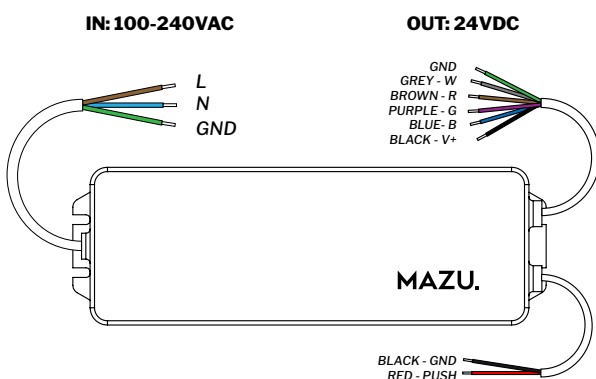 IN: 100-240VAC
OUT: 24VDC
L
N
GND
GND
GREY - W
BROWN - R
PURPLE - G
BLUE- B
BLACK - V+
MAZU.
BLACK - GND
RED - PUSH